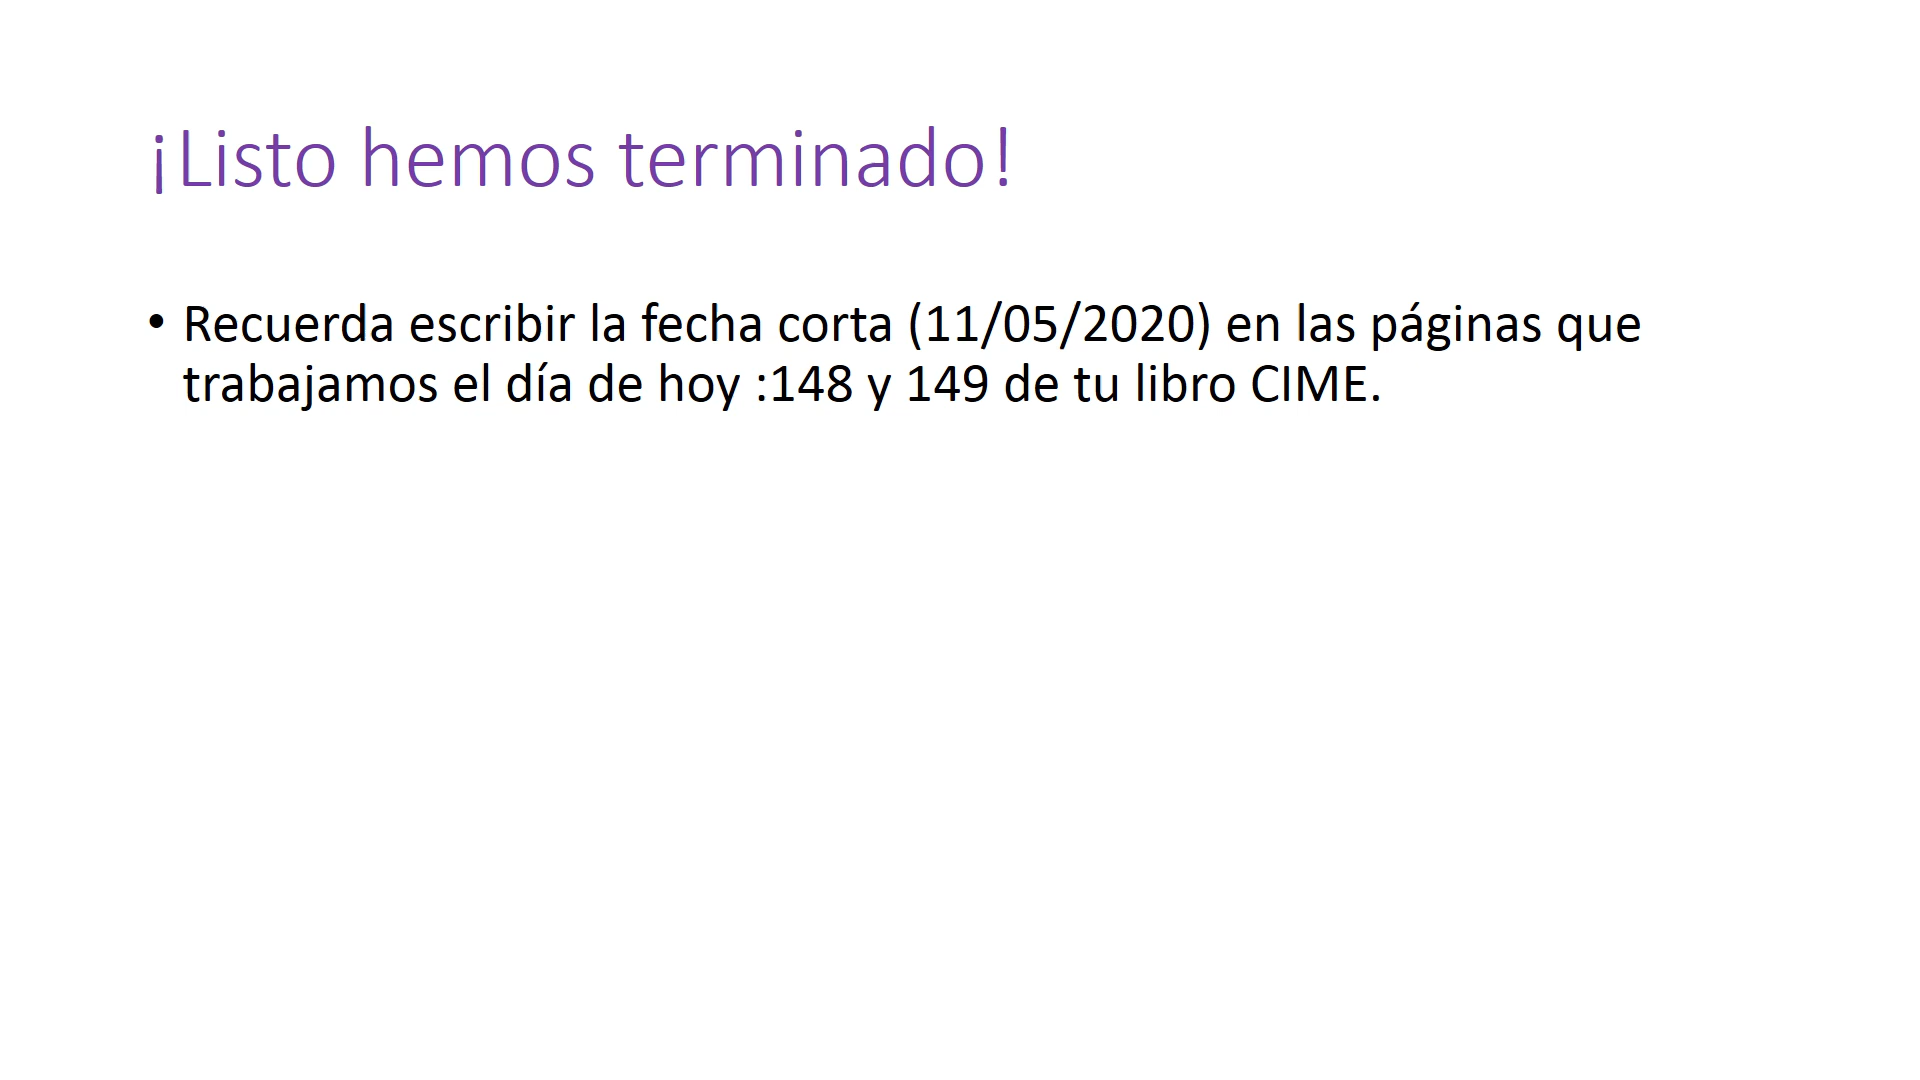 ¡Listo hemos terminado!
• Recuerda escribir la fecha corta (11/05/2020) en las páginas que
trabajamos el día de hoy :148 y 149 de tu libro CIME.